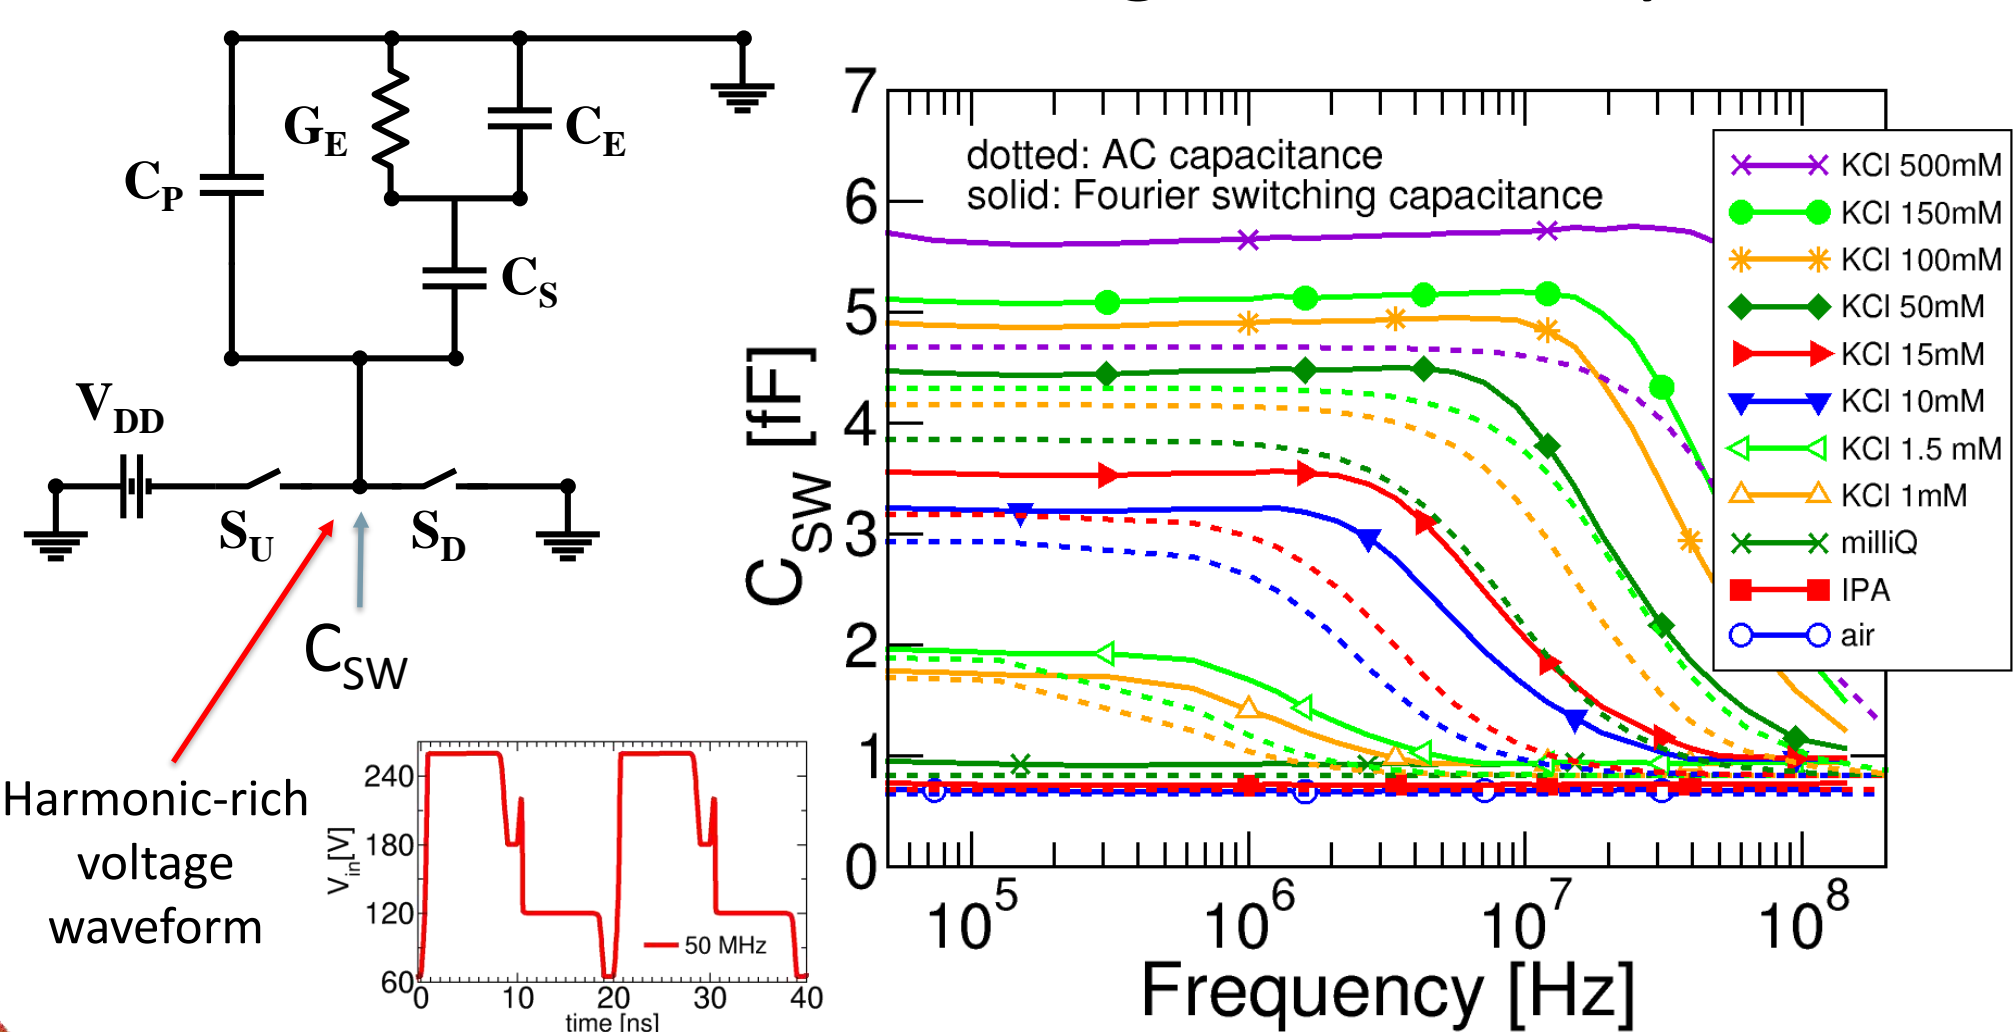 G_E
C_E
C_P
C_S
V_DD
S_U
S_D
C_SW
Harmonic-rich
voltage
waveform
V_in[V]
240
180
120
60
50 MHz
0
10
20
30
40
time [ns]
C_SW [fF]
7
6
5
4
3
2
1
0
dotted: AC capacitance
solid: Fourier switching capacitance
KCl 500mM
KCl 150mM
KCl 100mM
KCl 50mM
KCl 15mM
KCl 10mM
KCl 1.5 mM
KCl 1mM
milliQ
IPA
air
10^5
10^6
10^7
10^8
Frequency [Hz]